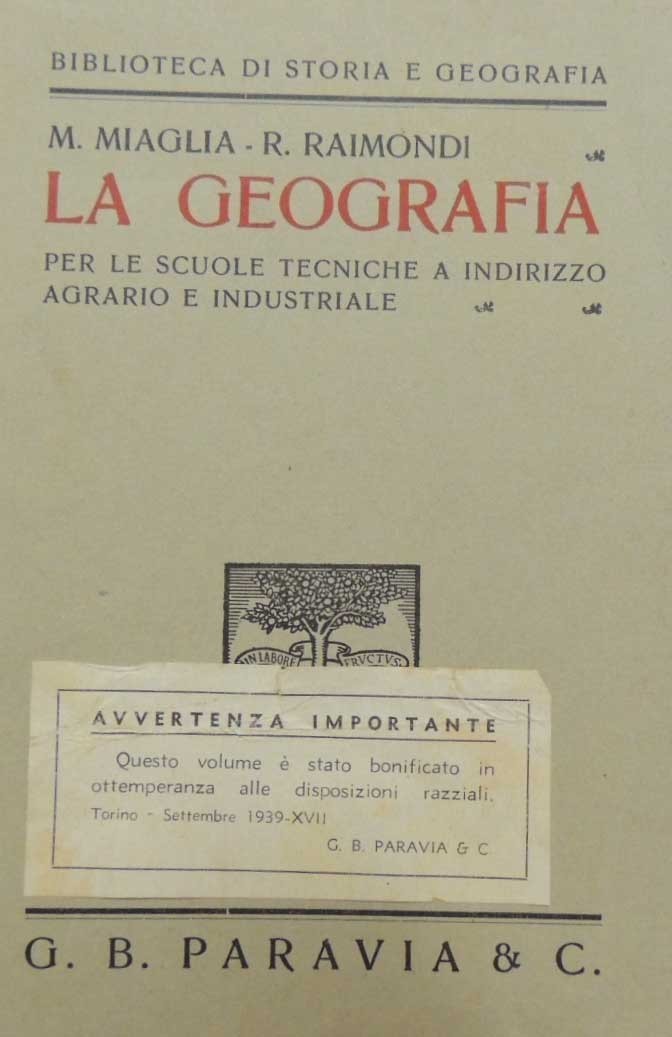 BIBLIOTECA DI STORIA E GEOGRAFIA
M. MIAGLIA - R. RAIMONDI
LA GEOGRAFIA
PER LE SCUOLE TECNICHE A INDIRIZZO
AGRARIO E INDUSTRIALE
IN LABORE FRVCTVS
AVVERTENZA IMPORTANTE
Questo volume è stato bonificato in
ottemperanza alle disposizioni razziali.
Torino - Settembre 1939-XVII
G. B. PARAVIA & C
G. B. PARAVIA & C.